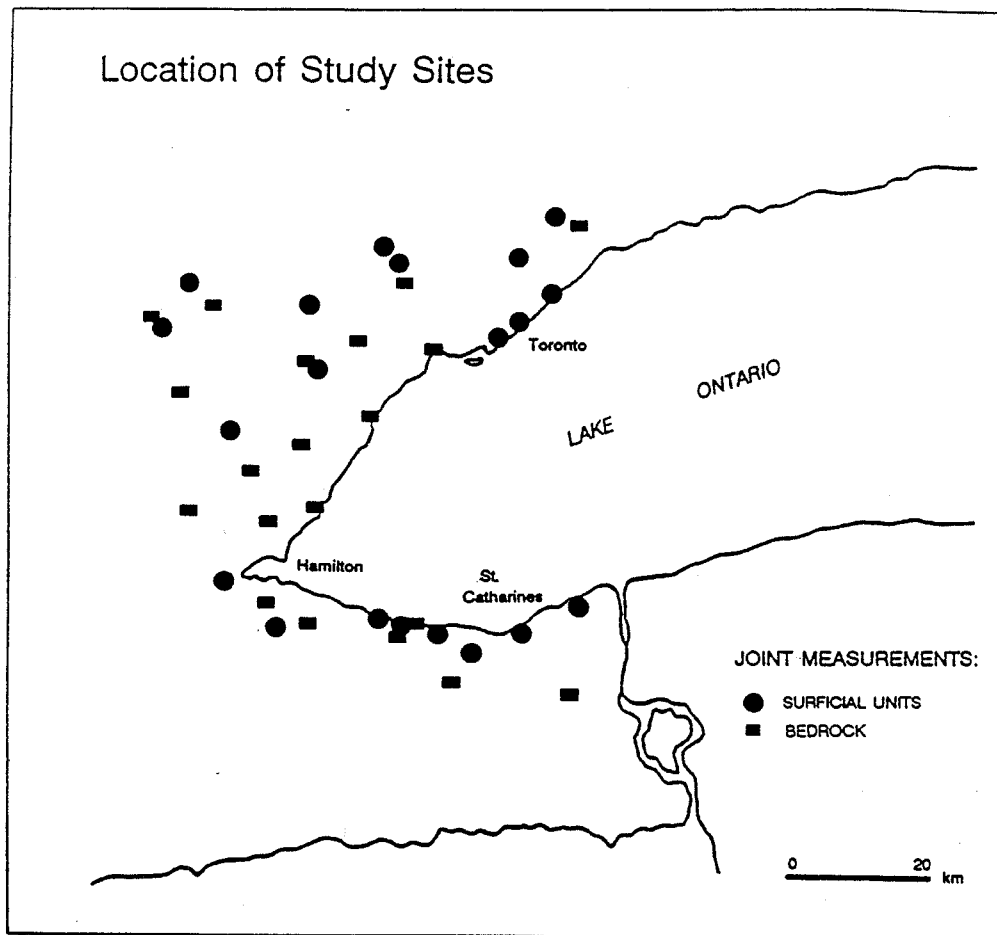 Location of Study Sites
Toronto
LAKE ONTARIO
Hamilton
St.
Catharines
JOINT MEASUREMENTS:
SURFICIAL UNITS
BEDROCK
0 20
km